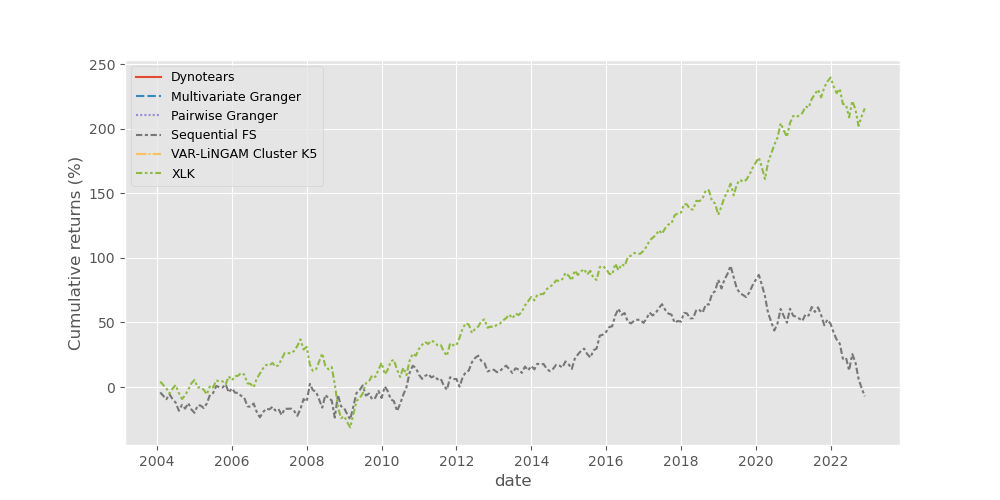 250
200
150
100
50
0
Cumulative returns (%)
Dynotears
Multivariate Granger
Pairwise Granger
Sequential FS
VAR-LiNGAM Cluster K5
XLK
2004 2006 2008 2010 2012 2014 2016 2018 2020 2022
date